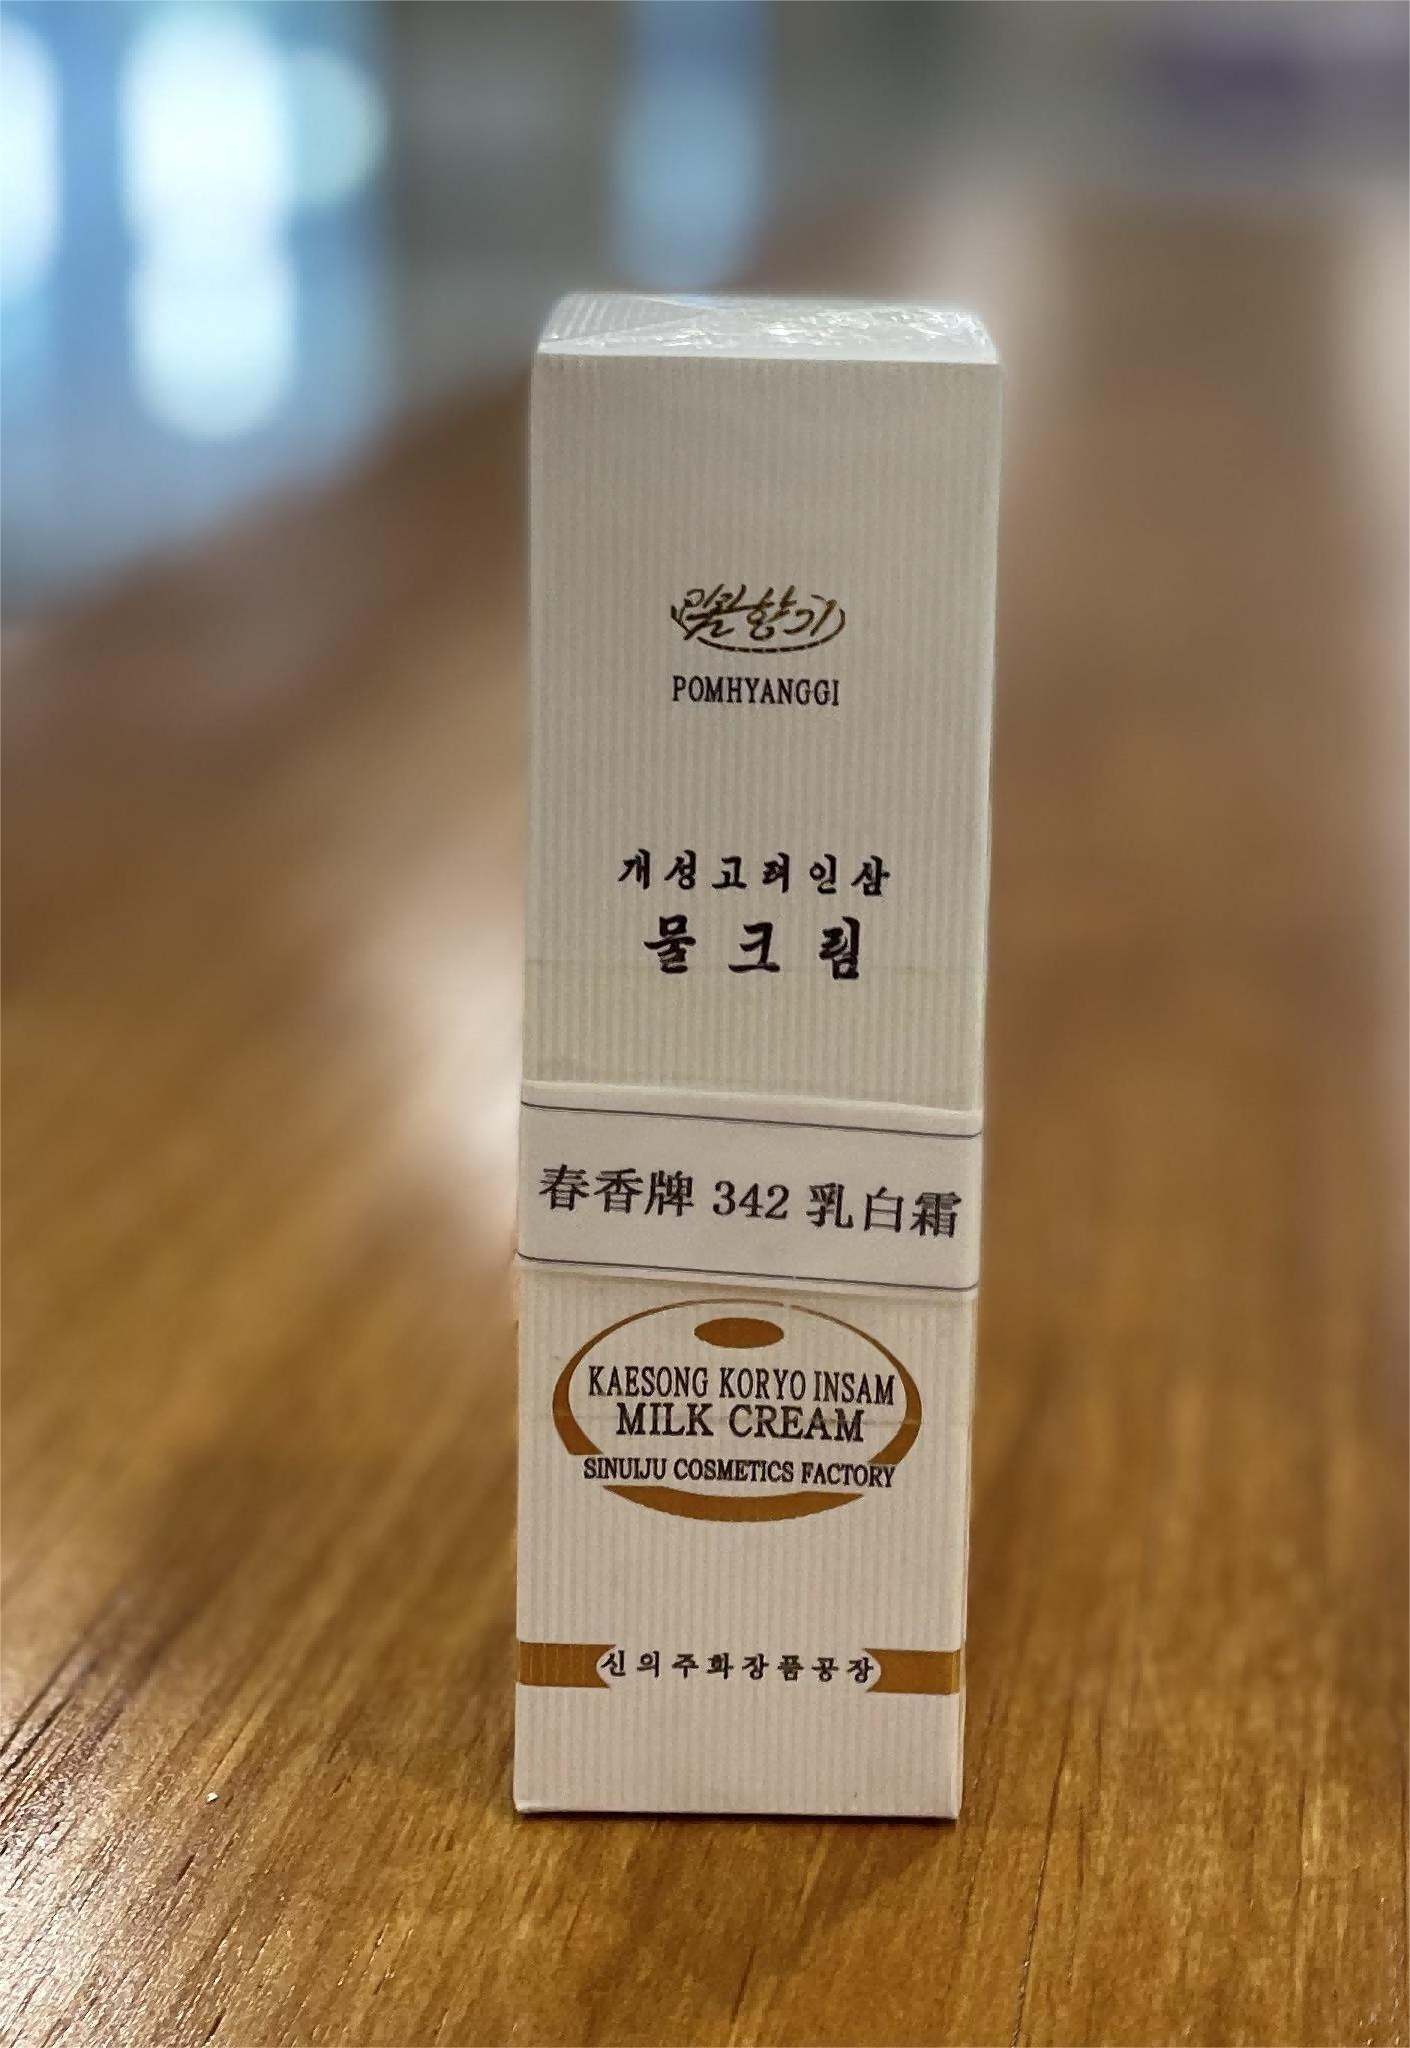 봄향기
POMHYANGGI
개성고려인삼
물크림
春香牌 342 乳白霜
KAESONG KORYO INSAM
MILK CREAM
SINUIJU COSMETICS FACTORY
신의주화장품공장